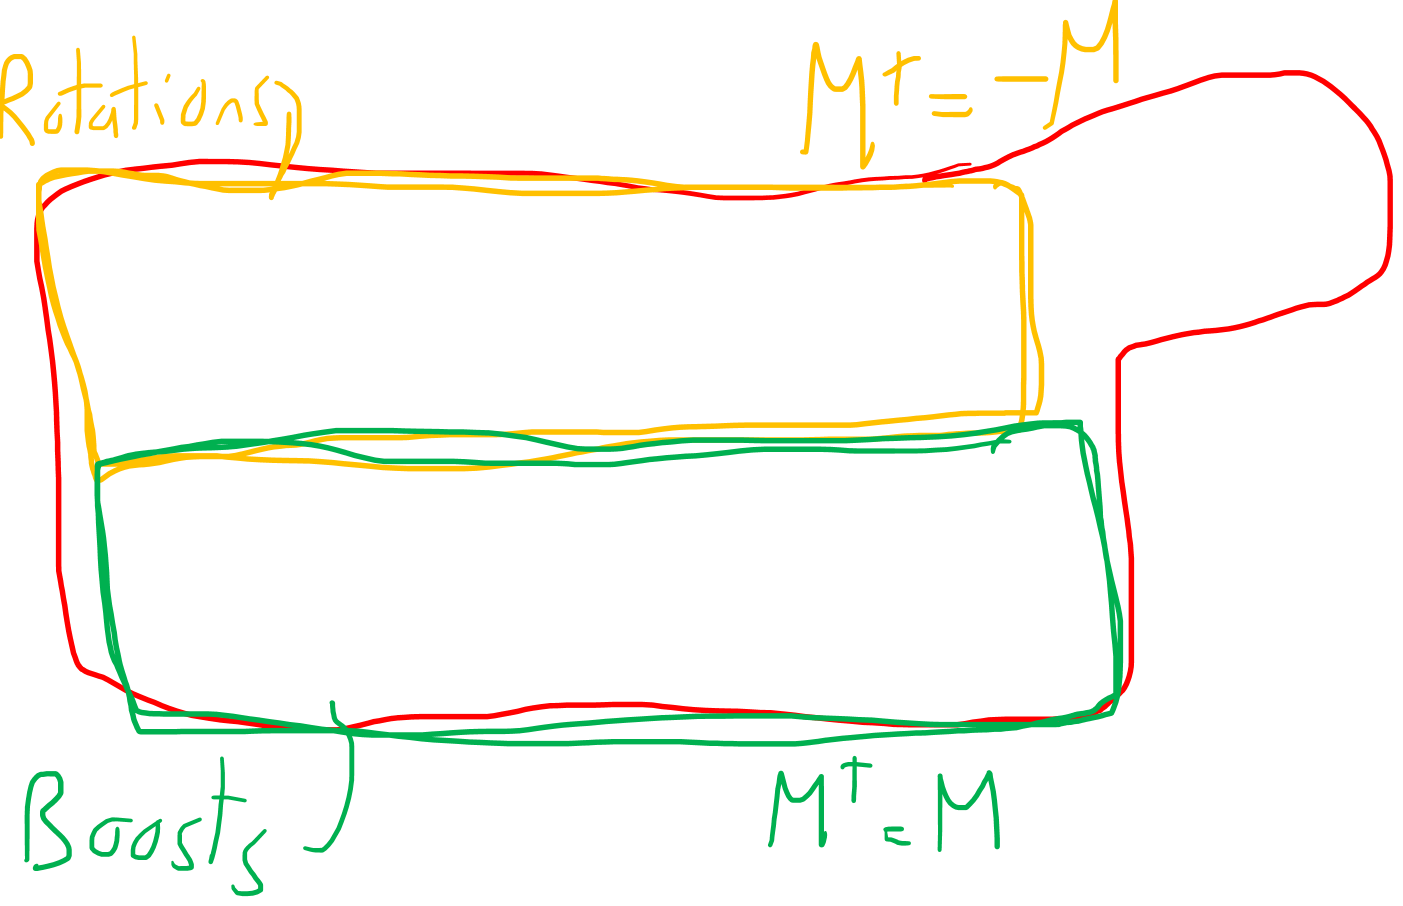 Rotations
M^T = -M
Boosts
M^T = M